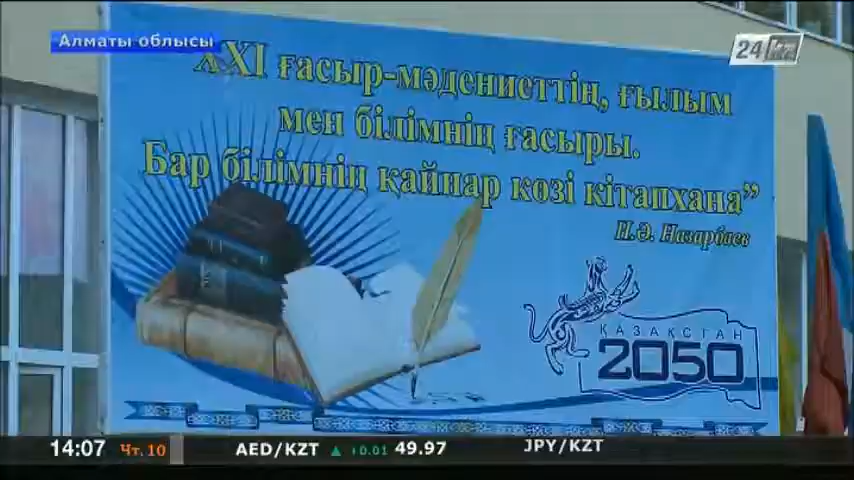 Алматы облысы
24.kz
XXI ғасыр-мәдениеттің, ғылым
мен білімнің ғасыры.
Бар білімнің қайнар көзі кітапхана”
Н.Ә. Назарбаев
ҚАЗАҚСТАН
2050
14:07 Чт. 10 AED/KZT ▲ +0.01 49.97 JPY/KZT